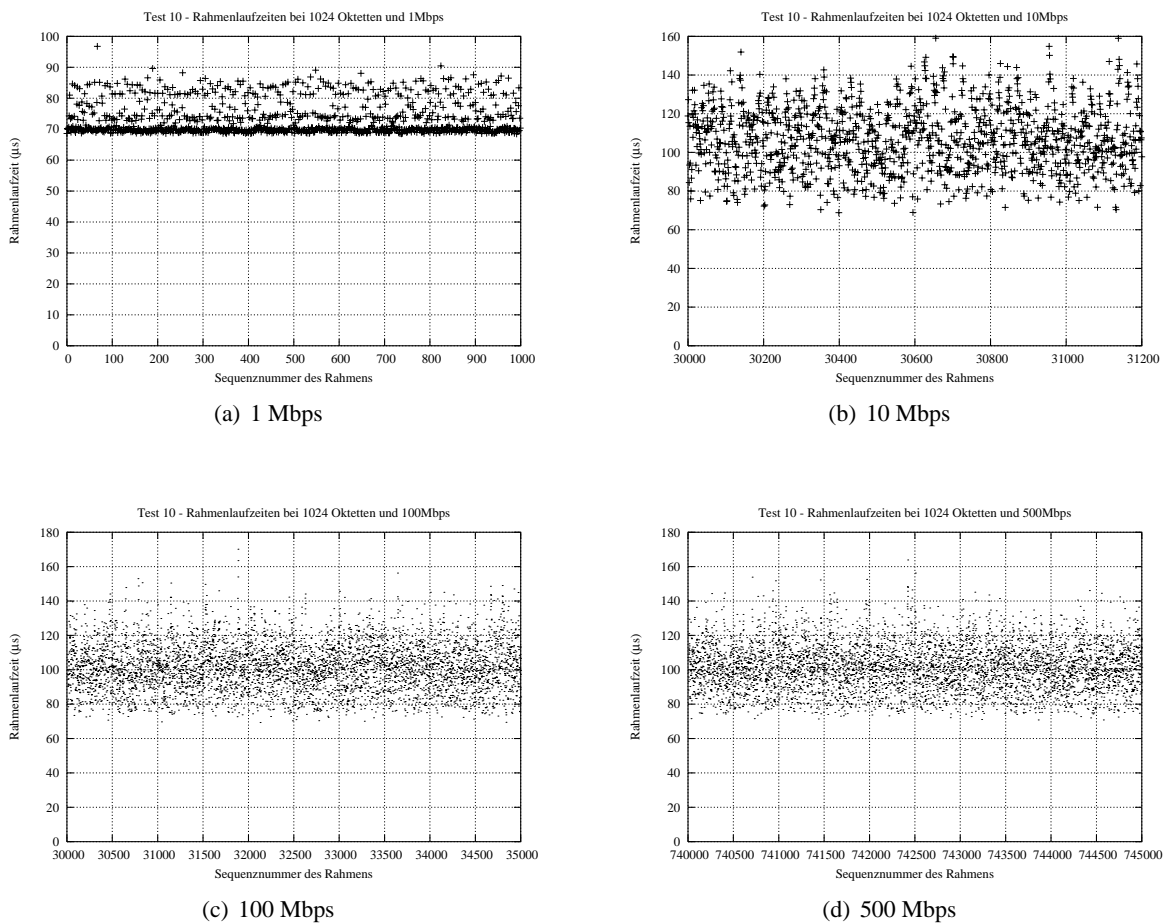 Test 10 - Rahmenlaufzeiten bei 1024 Oktetten und 1Mbps
100
90
80
70
60
50
40
30
20
10
0
Rahmenlaufzeit (µs)
0 100 200 300 400 500 600 700 800 900 1000
Sequenznummer des Rahmens
(a) 1 Mbps
Test 10 - Rahmenlaufzeiten bei 1024 Oktetten und 10Mbps
160
140
120
100
80
60
40
20
0
Rahmenlaufzeit (µs)
30000 30200 30400 30600 30800 31000 31200
Sequenznummer des Rahmens
(b) 10 Mbps
Test 10 - Rahmenlaufzeiten bei 1024 Oktetten und 100Mbps
180
160
140
120
100
80
60
40
20
0
Rahmenlaufzeit (µs)
30000 30500 31000 31500 32000 32500 33000 33500 34000 34500 35000
Sequenznummer des Rahmens
(c) 100 Mbps
Test 10 - Rahmenlaufzeiten bei 1024 Oktetten und 500Mbps
180
160
140
120
100
80
60
40
20
0
Rahmenlaufzeit (µs)
740000 740500 741000 741500 742000 742500 743000 743500 744000 744500 745000
Sequenznummer des Rahmens
(d) 500 Mbps